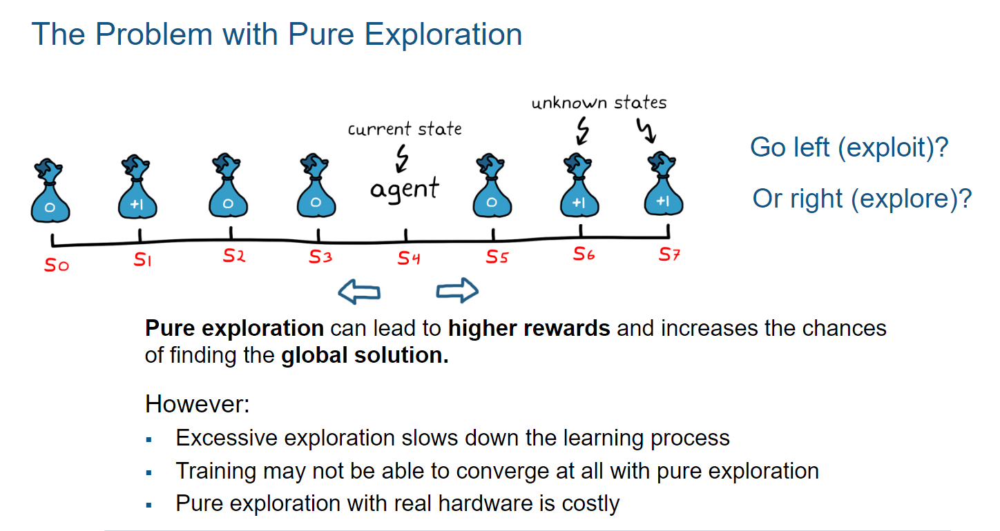 The Problem with Pure Exploration
unknown states
current state
agent
0 +1 0 0 0 +1 +1
S0 S1 S2 S3 S4 S5 S6 S7
Go left (exploit)?
Or right (explore)?
Pure exploration can lead to higher rewards and increases the chances
of finding the global solution.
However:
▪ Excessive exploration slows down the learning process
▪ Training may not be able to converge at all with pure exploration
▪ Pure exploration with real hardware is costly